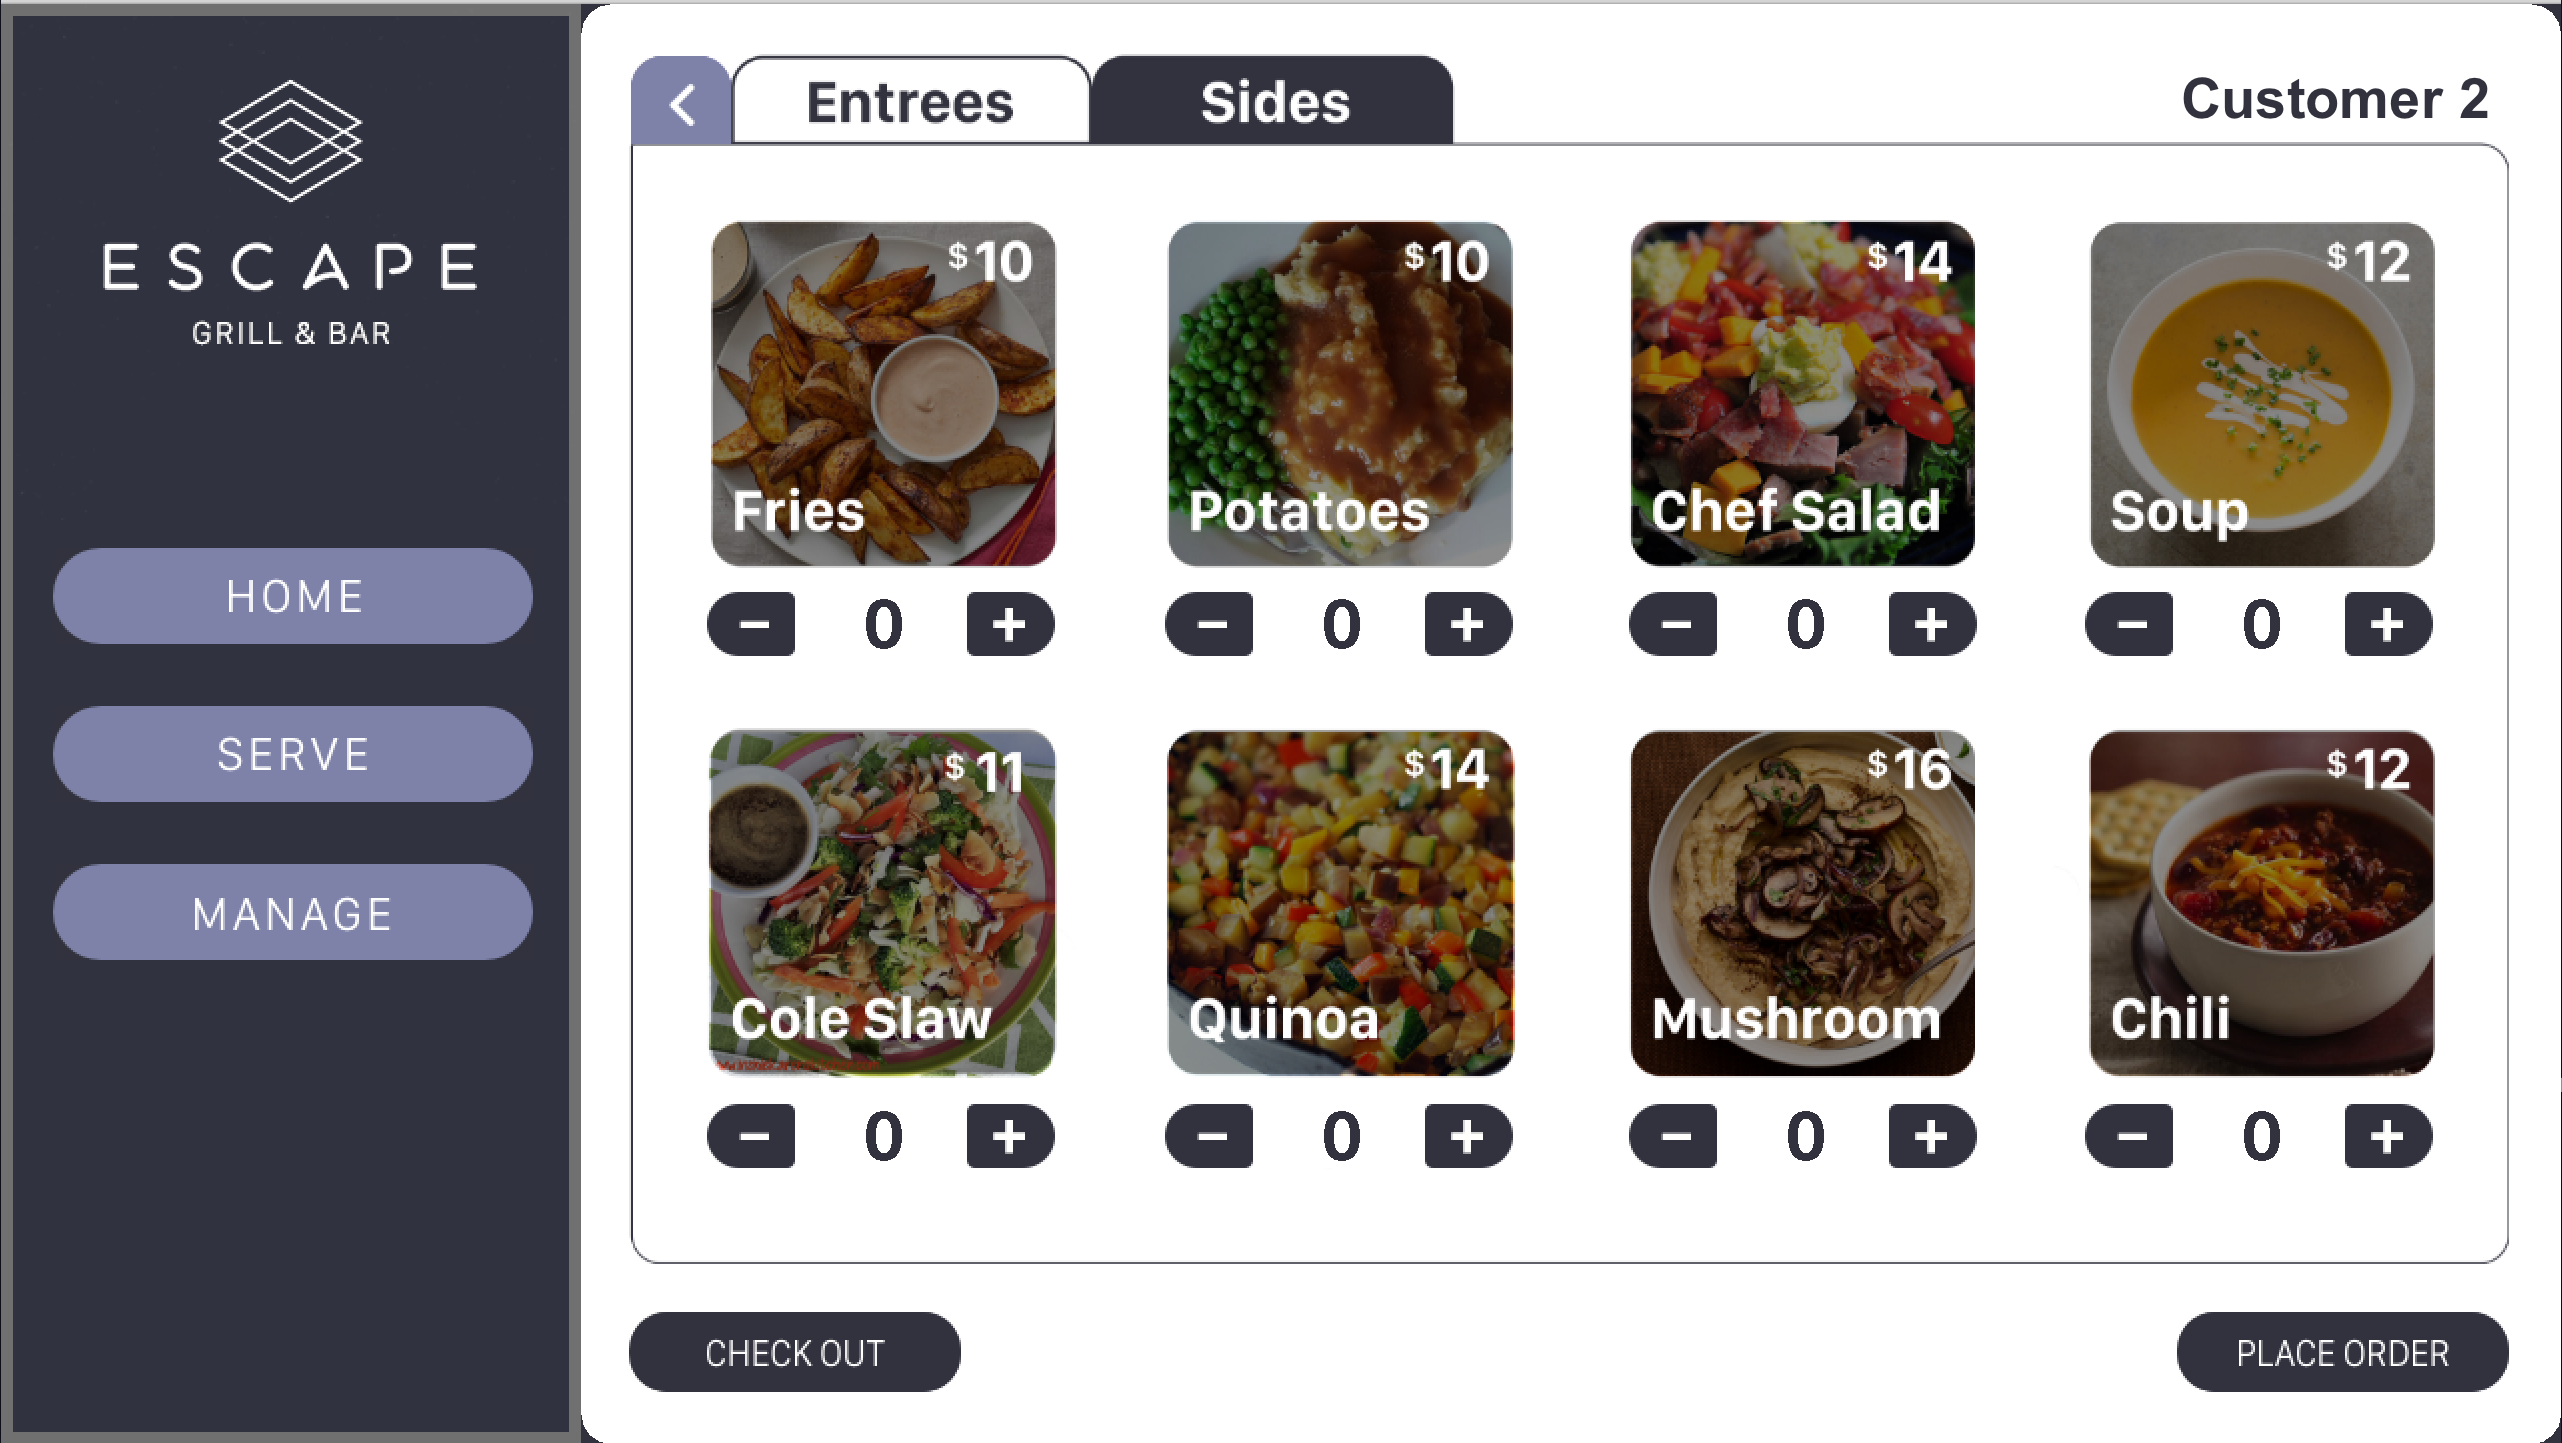 ESCAPE
GRILL & BAR
HOME
SERVE
MANAGE
Entrees
Sides
Customer 2
$10
Fries
$10
Potatoes
$14
Chef Salad
$12
Soup
− 0 +
− 0 +
− 0 +
− 0 +
$11
Cole Slaw
$14
Quinoa
$16
Mushroom
$12
Chili
− 0 +
− 0 +
− 0 +
− 0 +
CHECK OUT
PLACE ORDER